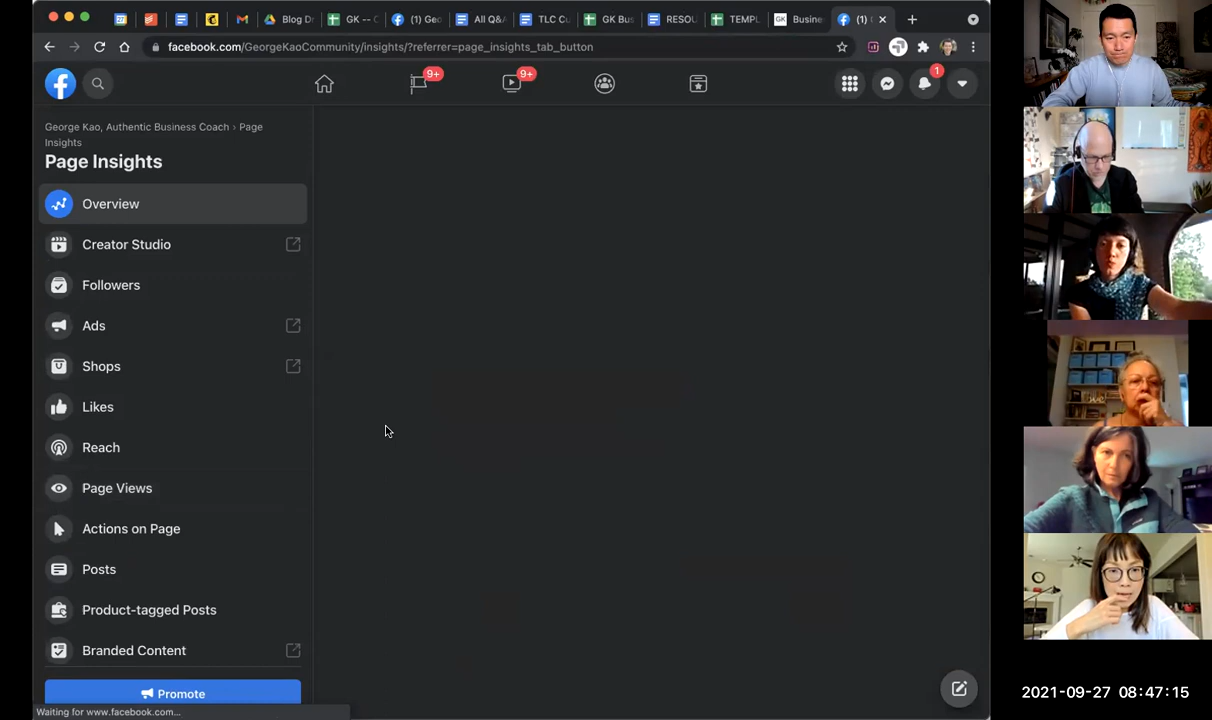 Blog D
GK -- C
(1) Geo
All Q&A
TLC Cu
GK Bus
RESOU
TEMPL
GK
Busine
(1)
facebook.com/GeorgeKaoCommunity/insights/?referrer=page_insights_tab_button
9+
9+
1
George Kao, Authentic Business Coach › Page
Insights
Page Insights
Overview
Creator Studio
Followers
Ads
Shops
Likes
Reach
Page Views
Actions on Page
Posts
Product-tagged Posts
Branded Content
Promote
Waiting for www.facebook.com...
2021-09-27 08:47:15